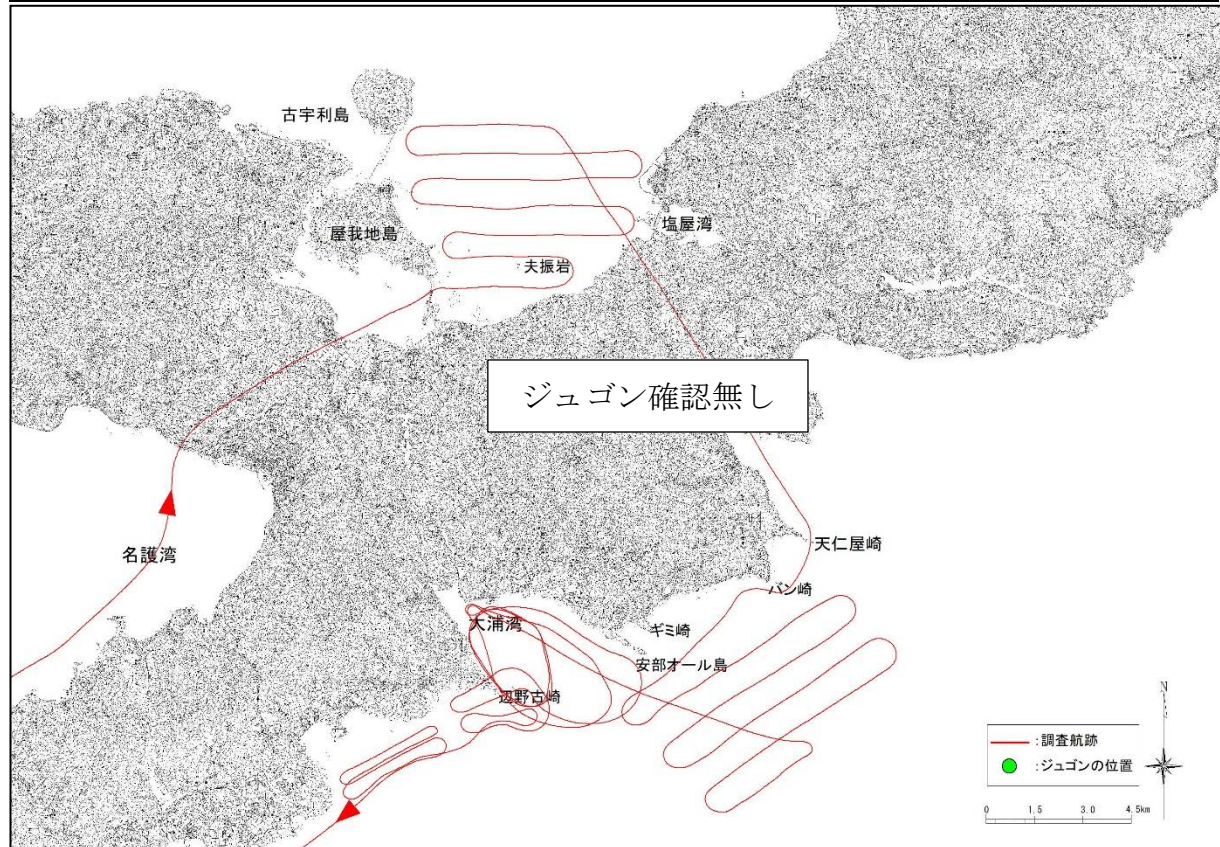 古宇利島
屋我地島
塩屋湾
夫振岩
ジュゴン確認無し
名護湾
天仁屋崎
バン崎
大浦湾
ギミ崎
安部オール島
辺野古崎
N
:調査航跡
:ジュゴンの位置
0 1.5 3.0 4.5km